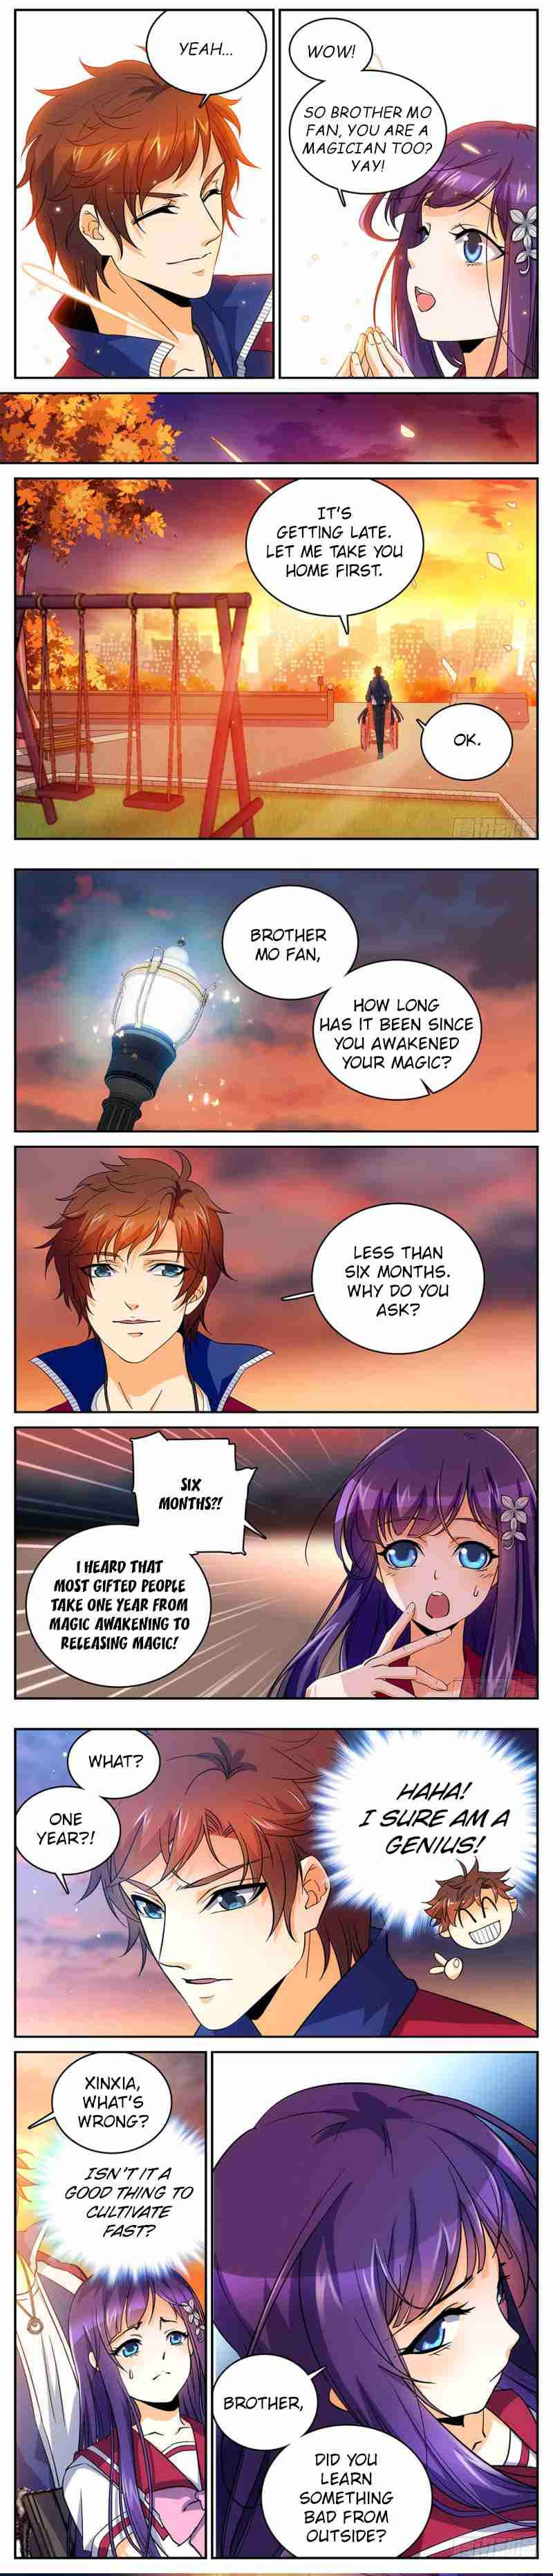 YEAH...
WOW!
SO BROTHER MO
FAN, YOU ARE A
MAGICIAN TOO?
YAY!
IT'S
GETTING LATE.
LET ME TAKE YOU
HOME FIRST.
OK.
BROTHER
MO FAN,
HOW LONG
HAS IT BEEN SINCE
YOU AWAKENED
YOUR MAGIC?
LESS THAN
SIX MONTHS.
WHY DO YOU
ASK?
SIX
MONTHS?!
I HEARD THAT
MOST GIFTED PEOPLE
TAKE ONE YEAR FROM
MAGIC AWAKENING TO
RELEASING MAGIC!
WHAT?
ONE
YEAR?!
HAHA!
I SURE AM A
GENIUS!
XINXIA,
WHAT'S
WRONG?
ISN'T IT A
GOOD THING TO
CULTIVATE
FAST?
BROTHER,
DID YOU
LEARN
SOMETHING
BAD FROM
OUTSIDE?